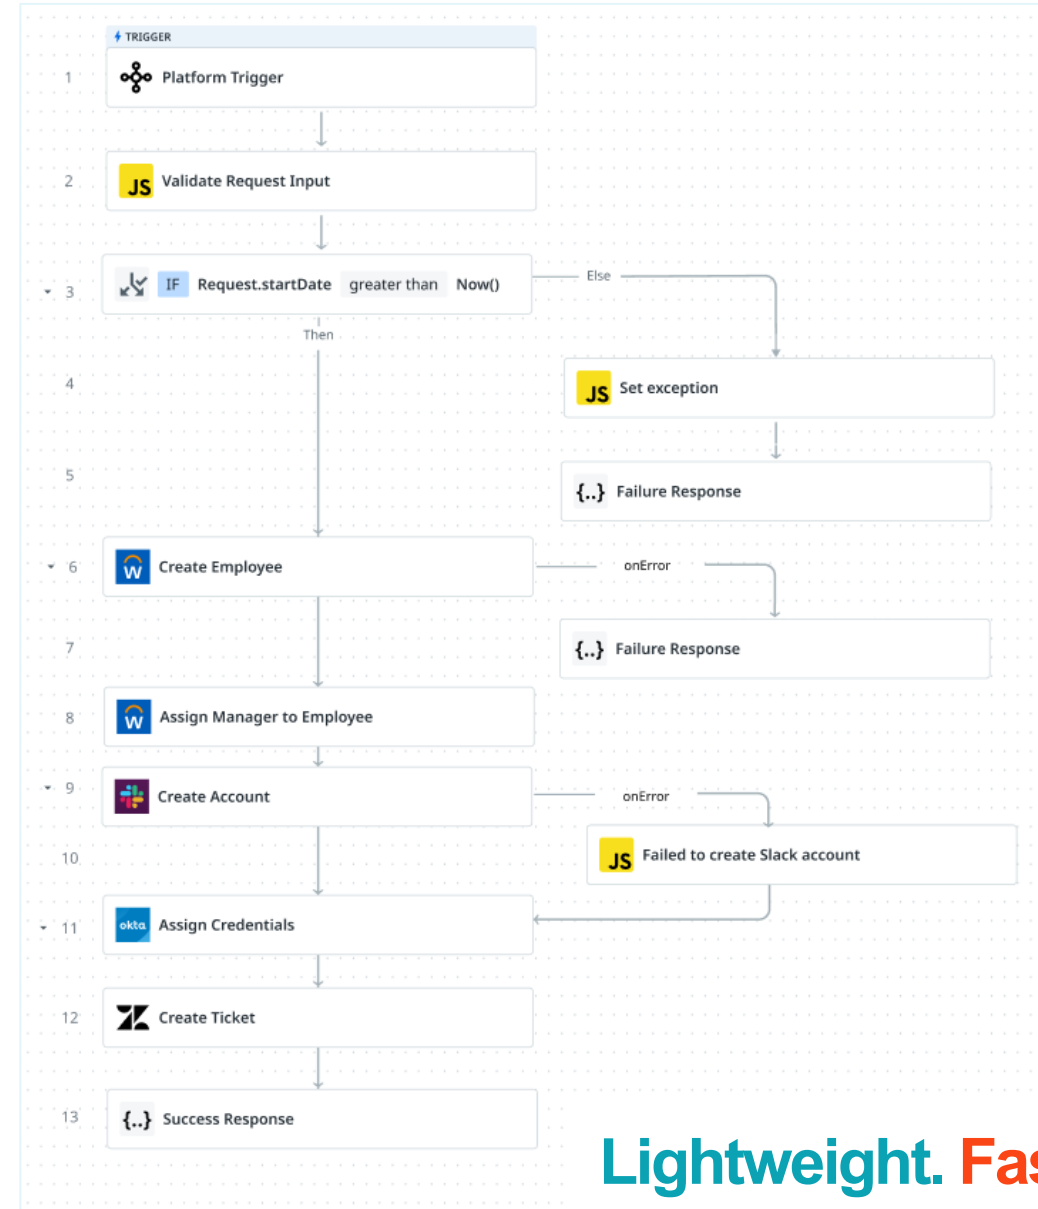 TRIGGER
1 Platform Trigger
2 JS Validate Request Input
3 IF Request.startDate greater than Now() Else
Then
4 JS Set exception
5 {..} Failure Response
6 W Create Employee onError
7 {..} Failure Response
8 W Assign Manager to Employee
9 Create Account onError
10 JS Failed to create Slack account
11 okta Assign Credentials
12 Create Ticket
13 {..} Success Response
Lightweight. Fas